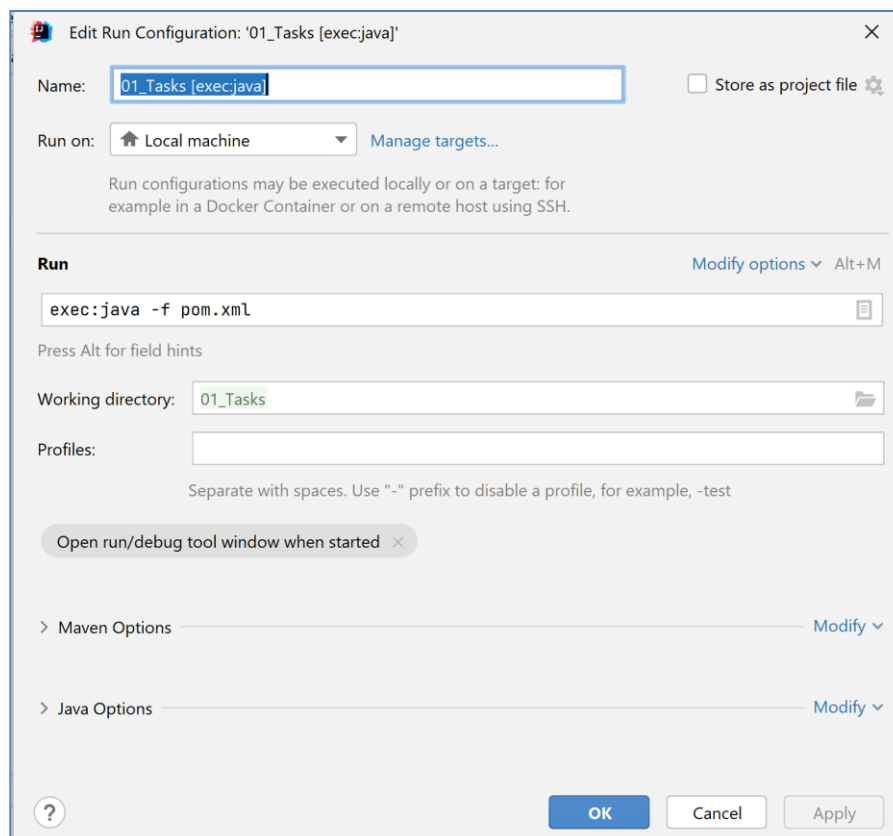 Edit Run Configuration: '01_Tasks [exec:java]'
Name: 01_Tasks [exec:java] Store as project file
Run on: Local machine Manage targets...
Run configurations may be executed locally or on a target: for
example in a Docker Container or on a remote host using SSH.
Run Modify options Alt+M
exec:java -f pom.xml
Press Alt for field hints
Working directory: 01_Tasks
Profiles:
Separate with spaces. Use "-" prefix to disable a profile, for example, -test
Open run/debug tool window when started
Maven Options Modify
Java Options Modify
? OK Cancel Apply